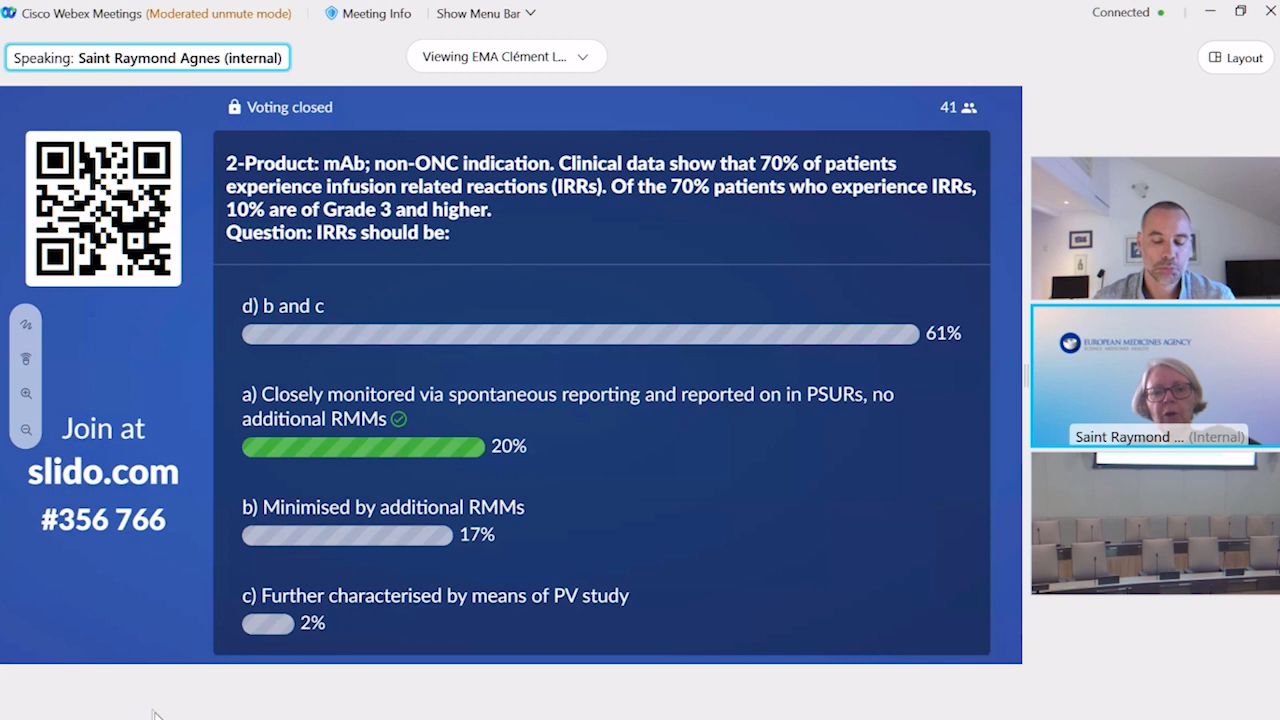 Cisco Webex Meetings (Moderated unmute mode)
Meeting Info
Show Menu Bar
Connected
Speaking: Saint Raymond Agnes (internal)
Viewing EMA Clément L...
Layout
Voting closed
41
2-Product: mAb; non-ONC indication. Clinical data show that 70% of patients
experience infusion related reactions (IRRs). Of the 70% patients who experience IRRs,
10% are of Grade 3 and higher.
Question: IRRs should be:
d) b and c
61%
a) Closely monitored via spontaneous reporting and reported on in PSURs, no
additional RMMs
20%
b) Minimised by additional RMMs
17%
c) Further characterised by means of PV study
2%
Join at
slido.com
#356 766
EUROPEAN MEDICINES AGENCY
SCIENCE MEDICINES HEALTH
Saint Raymond ... (Internal)